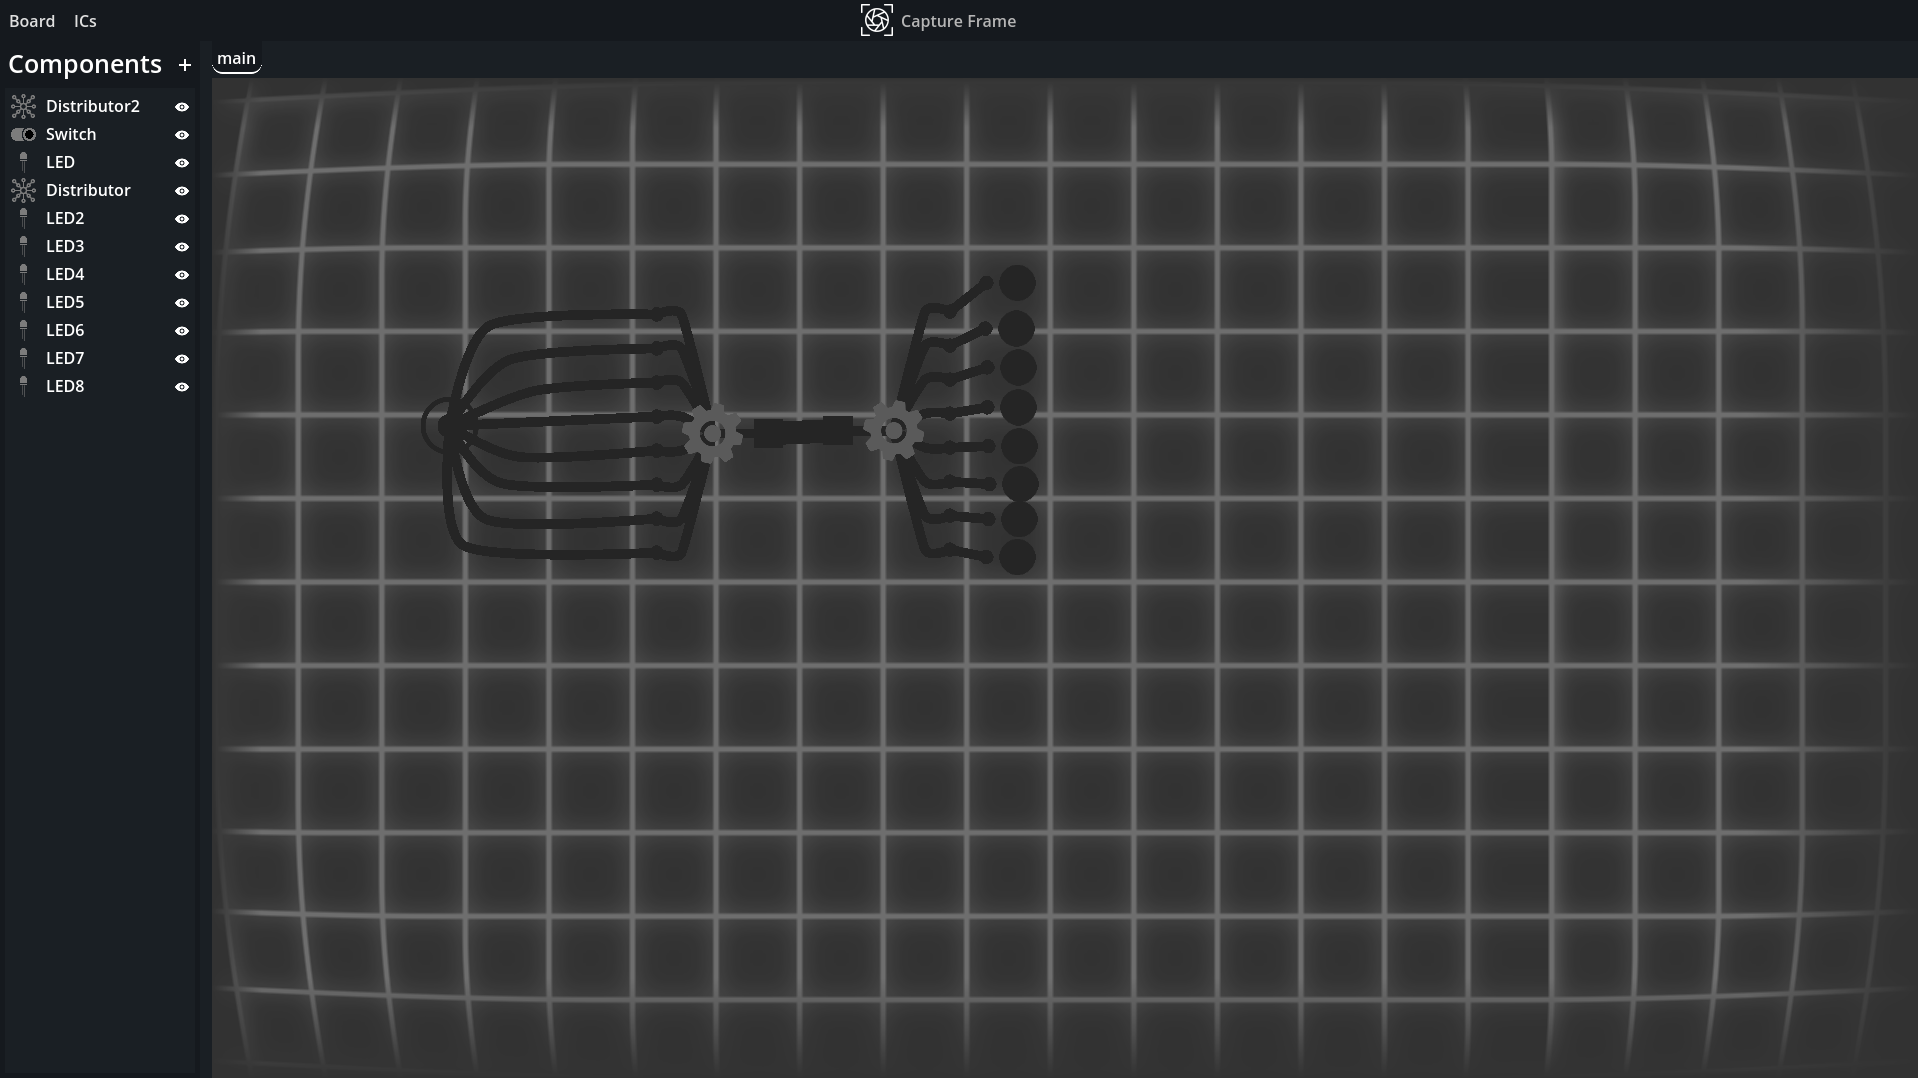 Board ICs Capture Frame
Components + main
Distributor2
Switch
LED
Distributor
LED2
LED3
LED4
LED5
LED6
LED7
LED8